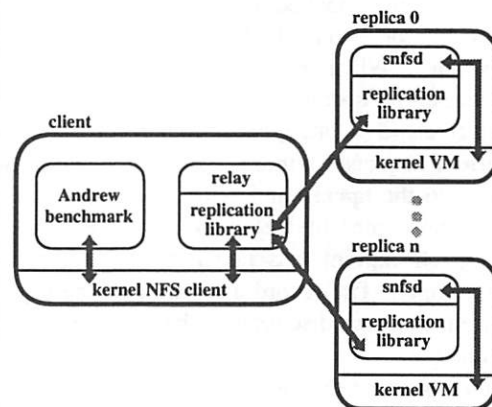 replica 0
snfsd
replication
library
kernel VM
client
Andrew
benchmark
relay
replication
library
kernel NFS client
replica n
snfsd
replication
library
kernel VM